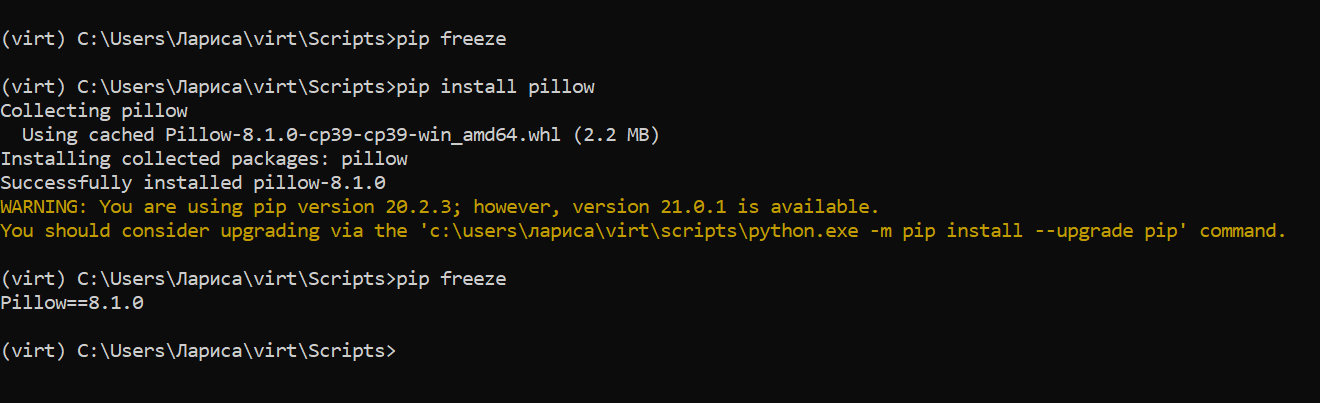 (virt) C:\Users\Лариса\virt\Scripts>pip freeze
(virt) C:\Users\Лариса\virt\Scripts>pip install pillow
Collecting pillow
  Using cached Pillow-8.1.0-cp39-cp39-win_amd64.whl (2.2 MB)
Installing collected packages: pillow
Successfully installed pillow-8.1.0
WARNING: You are using pip version 20.2.3; however, version 21.0.1 is available.
You should consider upgrading via the 'c:\users\лариса\virt\scripts\python.exe -m pip install --upgrade pip' command.
(virt) C:\Users\Лариса\virt\Scripts>pip freeze
Pillow==8.1.0
(virt) C:\Users\Лариса\virt\Scripts>